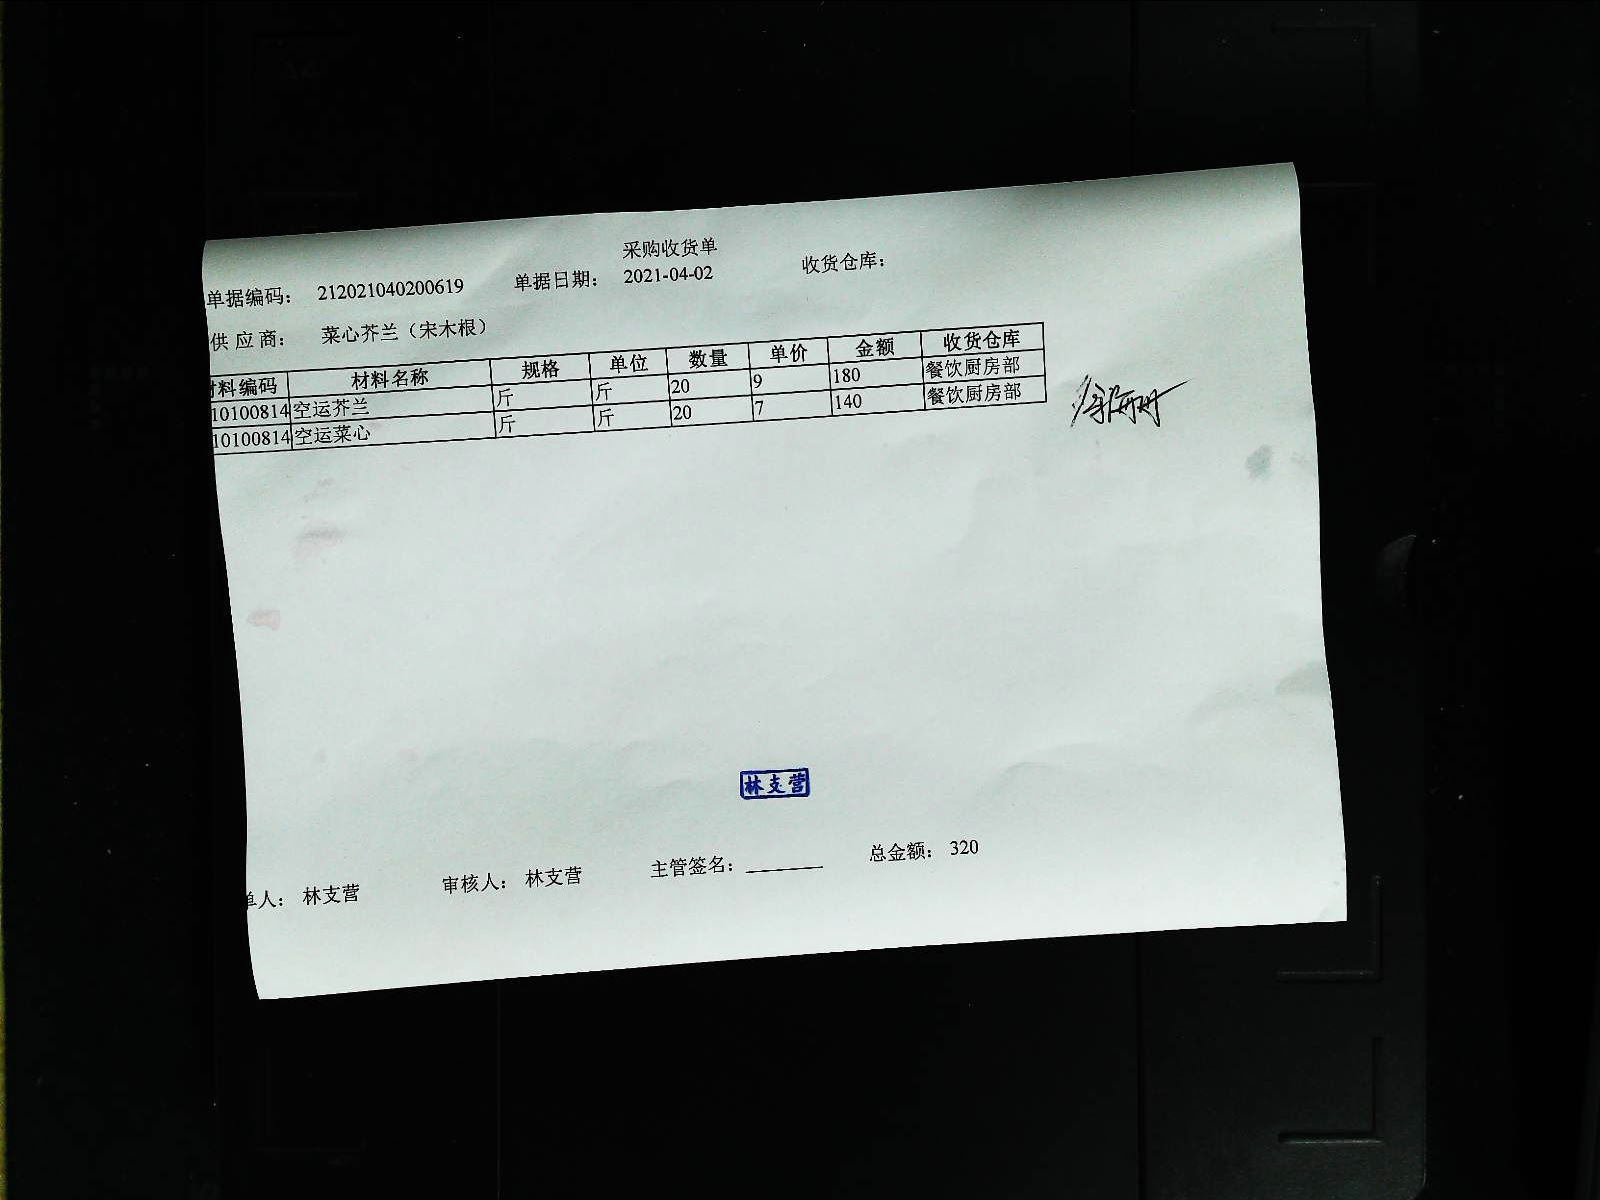 采购收货单
单据编码： 212021040200619 单据日期： 2021-04-02 收货仓库：
供应商： 菜心芥兰（宋木根）
材料编码 材料名称 规格 单位 数量 单价 金额 收货仓库
10100814 空运芥兰 斤 斤 20 9 180 餐饮厨房部
10100814 空运菜心 斤 斤 20 7 140 餐饮厨房部
林支营
单人： 林支营 审核人： 林支营 主管签名： 总金额： 320